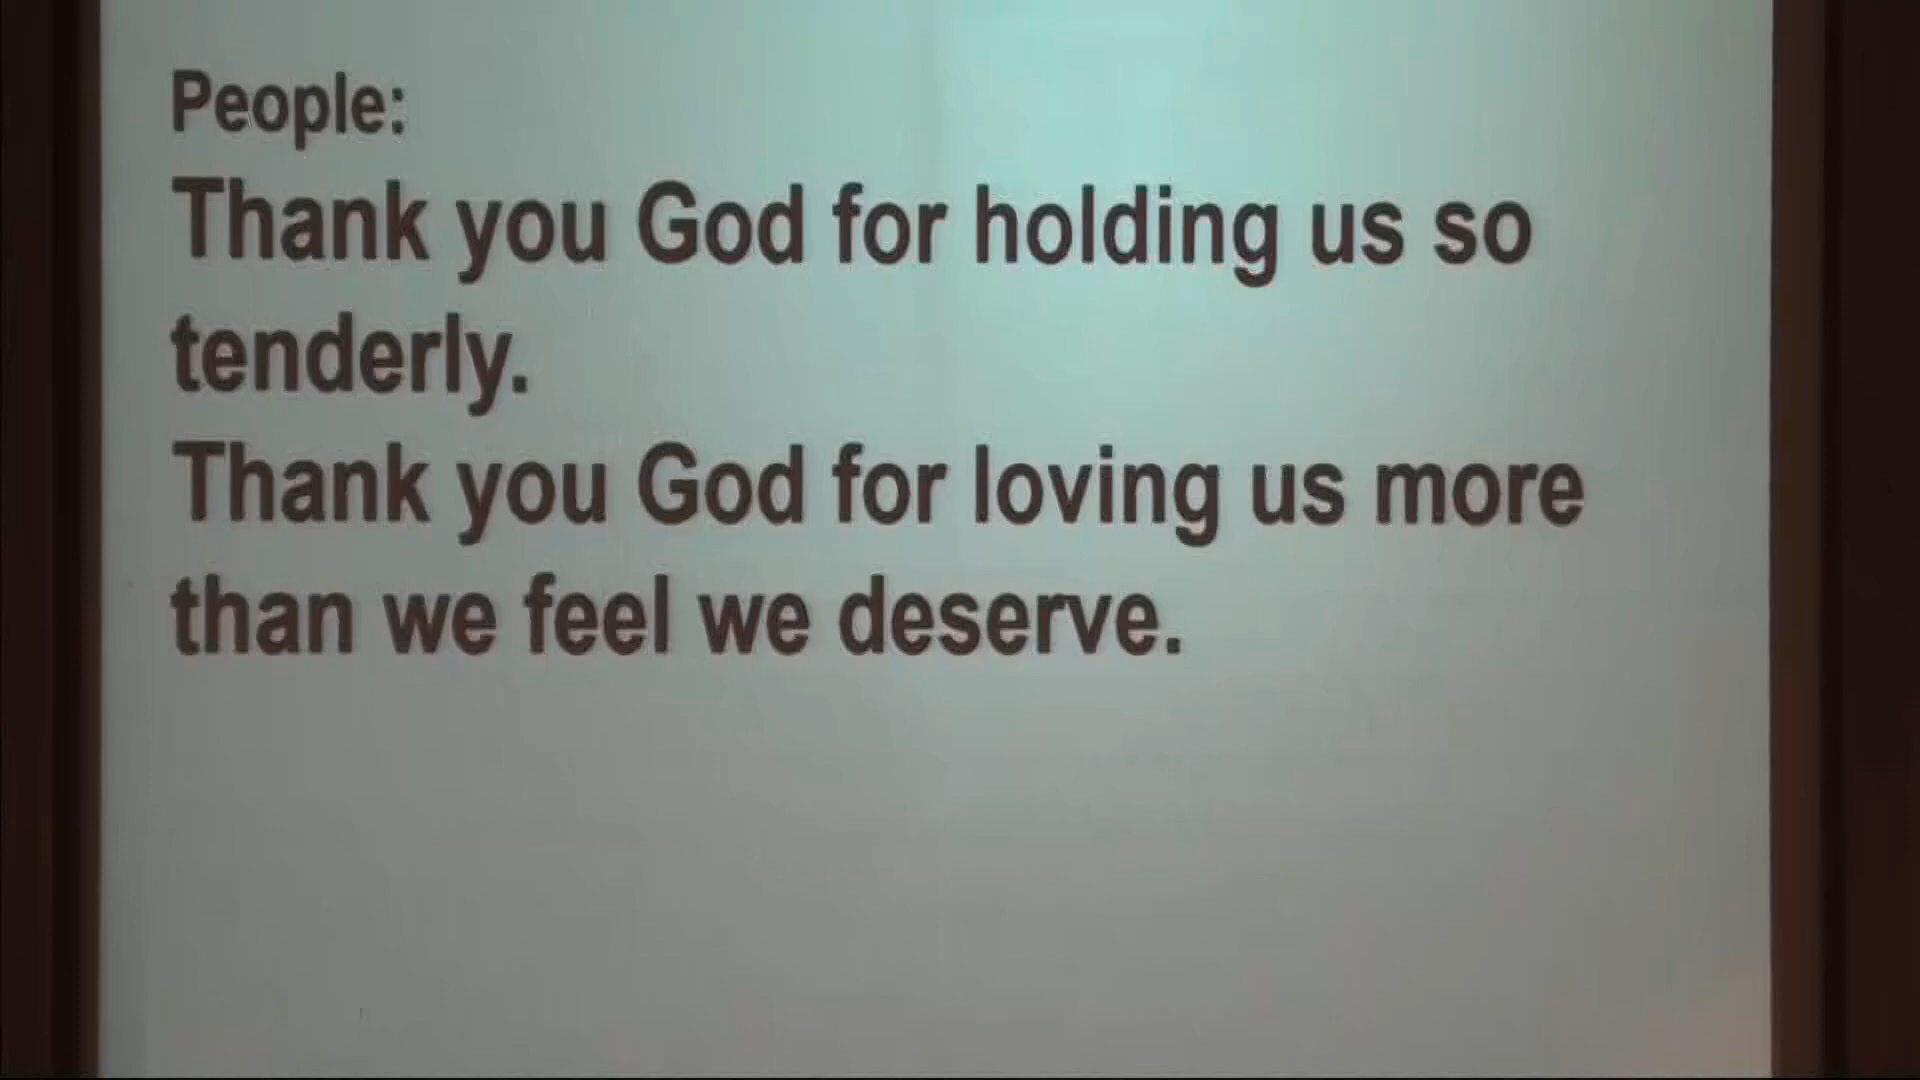 People:
Thank you God for holding us so
tenderly.
Thank you God for loving us more
than we feel we deserve.